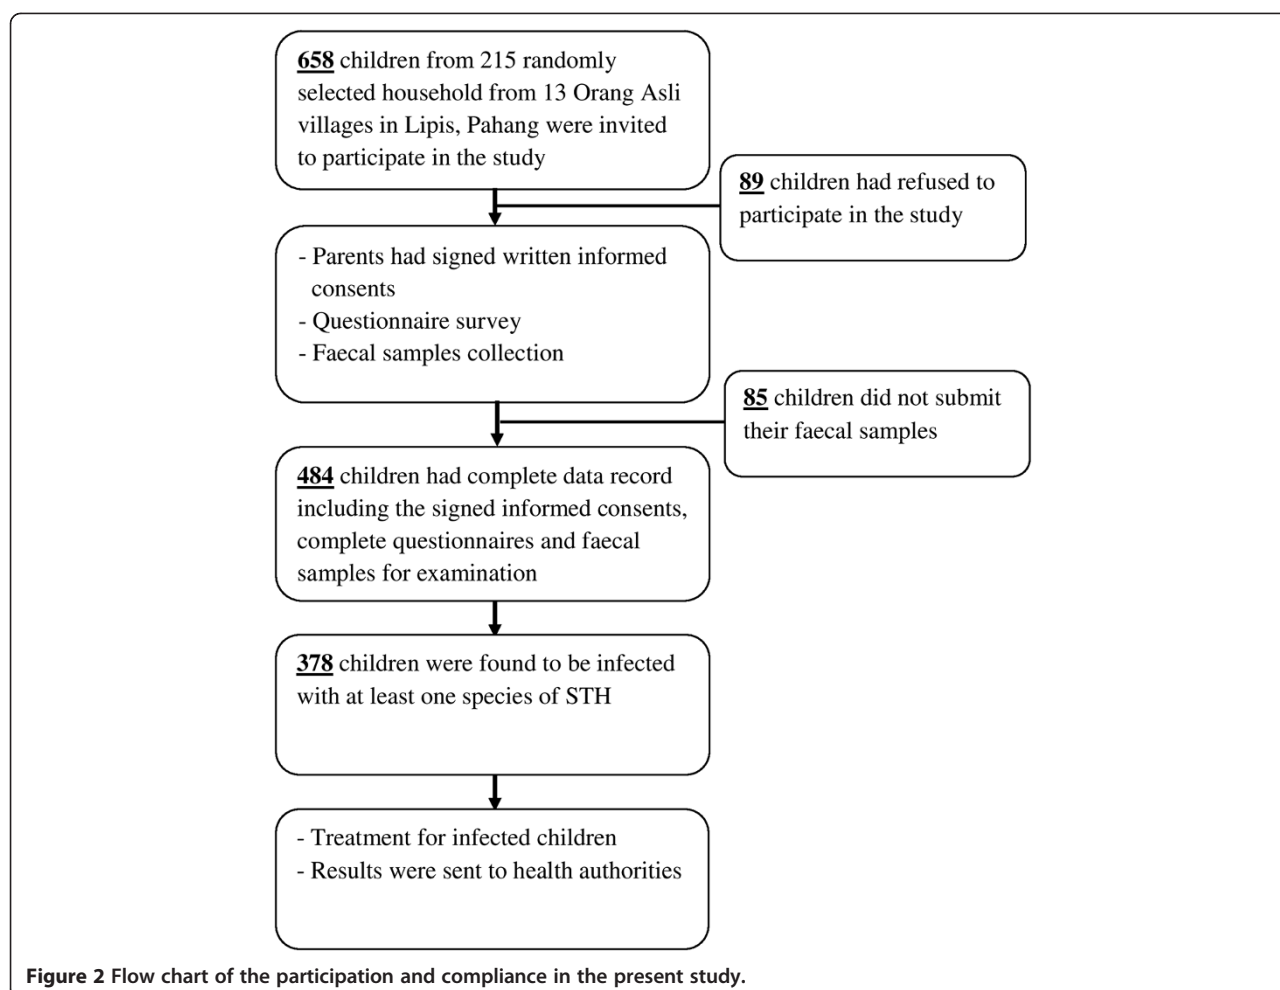 658 children from 215 randomly
selected household from 13 Orang Asli
villages in Lipis, Pahang were invited
to participate in the study
89 children had refused to
participate in the study
- Parents had signed written informed
consents
- Questionnaire survey
- Faecal samples collection
85 children did not submit
their faecal samples
484 children had complete data record
including the signed informed consents,
complete questionnaires and faecal
samples for examination
378 children were found to be infected
with at least one species of STH
- Treatment for infected children
- Results were sent to health authorities
Figure 2 Flow chart of the participation and compliance in the present study.